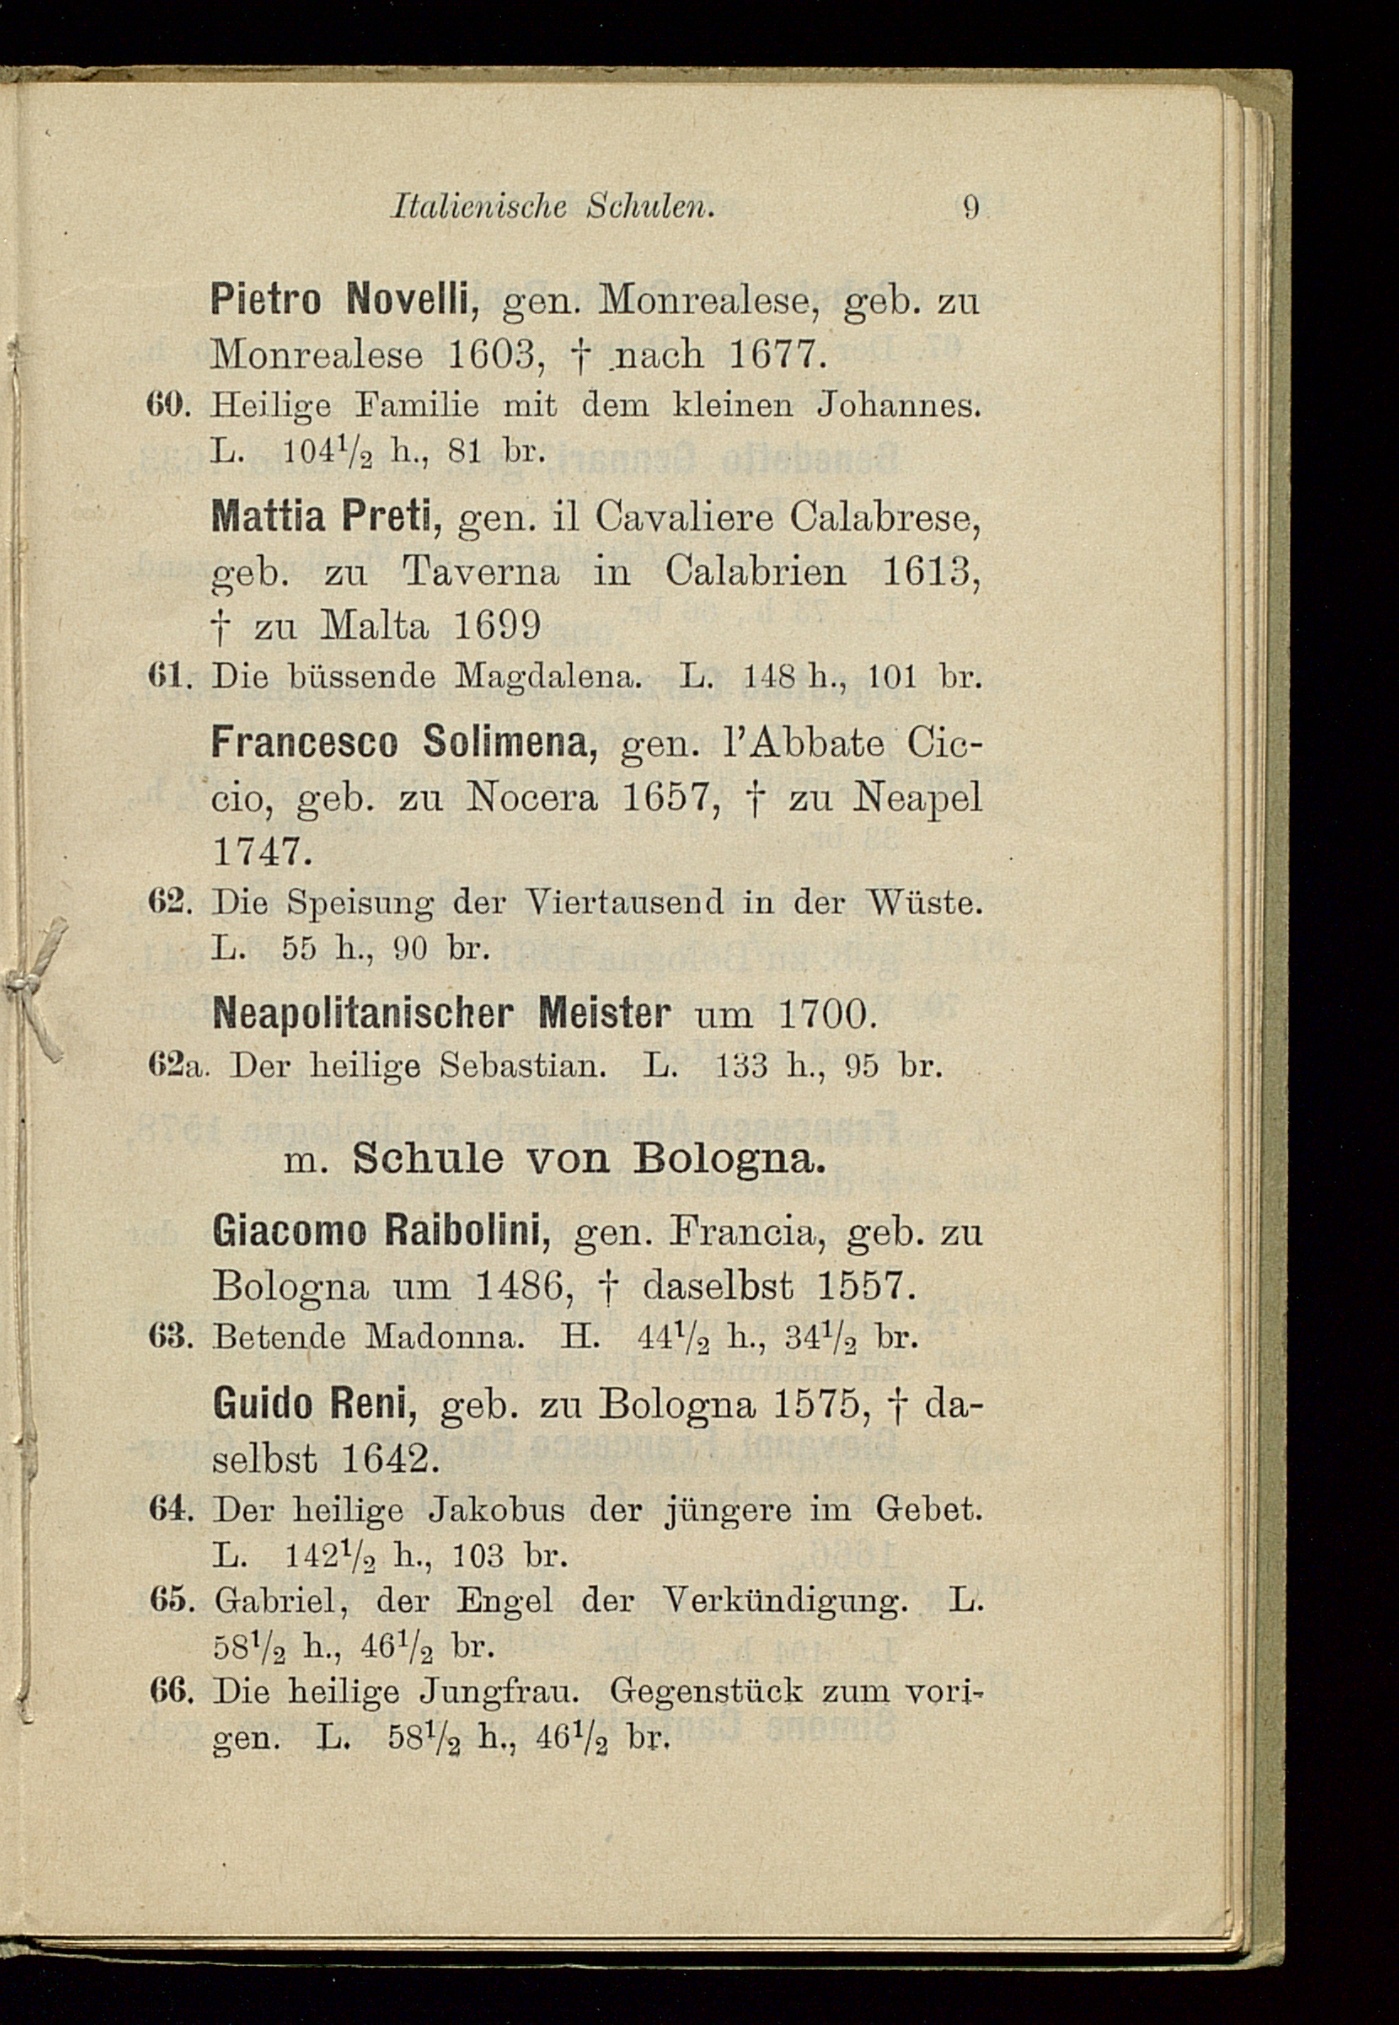 Italienische Schulen. 9
Pietro Novelli, gen. Monrealese, geb. zu
Monrealese 1603, † nach 1677.
60. Heilige Familie mit dem kleinen Johannes.
L. 104½ h., 81 br.
Mattia Preti, gen. il Cavaliere Calabrese,
geb. zu Taverna in Calabrien 1613,
† zu Malta 1699
61. Die büssende Magdalena. L. 148 h., 101 br.
Francesco Solimena, gen. l'Abbate Cic-
cio, geb. zu Nocera 1657, † zu Neapel
1747.
62. Die Speisung der Viertausend in der Wüste.
L. 55 h., 90 br.
Neapolitanischer Meister um 1700.
62a. Der heilige Sebastian. L. 133 h., 95 br.
m. Schule von Bologna.
Giacomo Raibolini, gen. Francia, geb. zu
Bologna um 1486, † daselbst 1557.
63. Betende Madonna. H. 44½ h., 34½ br.
Guido Reni, geb. zu Bologna 1575, † da-
selbst 1642.
64. Der heilige Jakobus der jüngere im Gebet.
L. 142½ h., 103 br.
65. Gabriel, der Engel der Verkündigung. L.
58½ h., 46½ br.
66. Die heilige Jungfrau. Gegenstück zum vori-
gen. L. 58½ h., 46½ br.